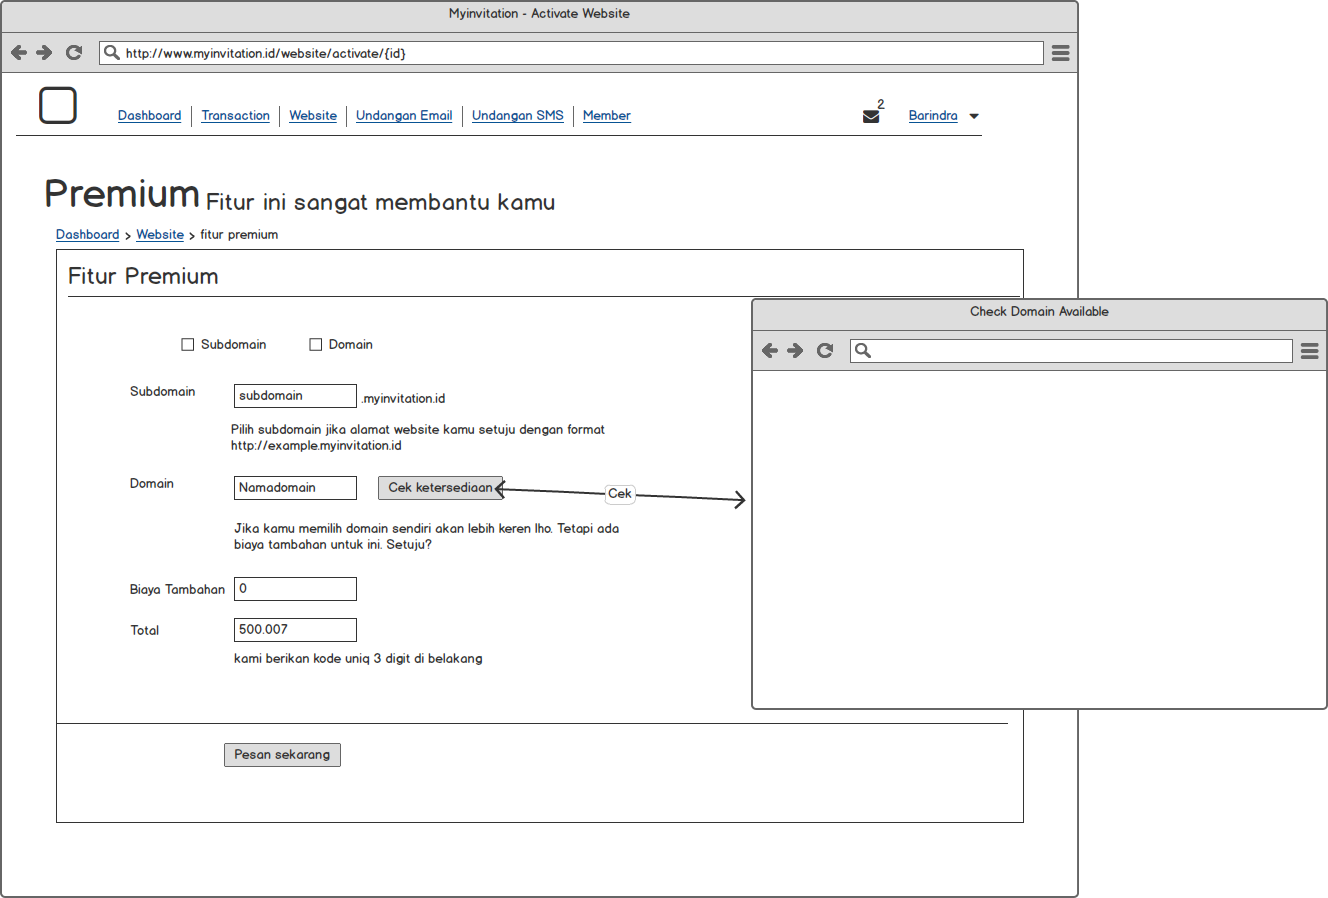 Myinvitation - Activate Website
http://www.myinvitation.id/website/activate/{id}
Dashboard Transaction Website Undangan Email Undangan SMS Member 2 Barindra
Premium Fitur ini sangat membantu kamu
Dashboard > Website > fitur premium
Fitur Premium
Check Domain Available
Subdomain Domain
Subdomain subdomain .myinvitation.id
Pilih subdomain jika alamat website kamu setuju dengan format
http://example.myinvitation.id
Domain Namadomain Cek ketersediaan Cek
Jika kamu memilih domain sendiri akan lebih keren lho. Tetapi ada
biaya tambahan untuk ini. Setuju?
Biaya Tambahan 0
Total 500.007
kami berikan kode uniq 3 digit di belakang
Pesan sekarang